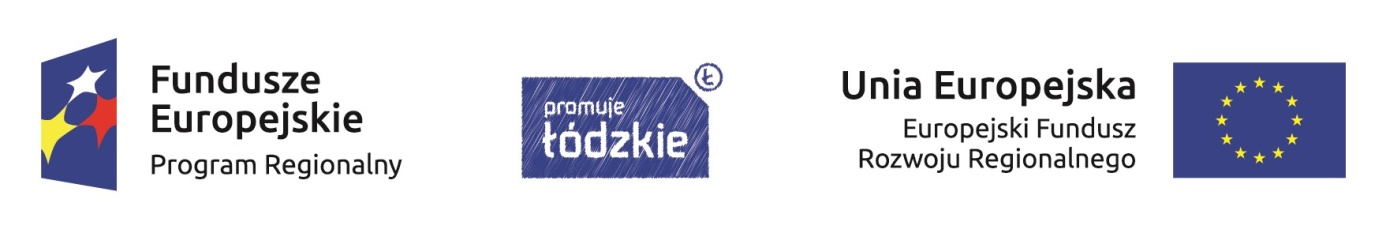 Fundusze
Europejskie
Program Regionalny
promuje
łódzkie
Ł
Unia Europejska
Europejski Fundusz
Rozwoju Regionalnego